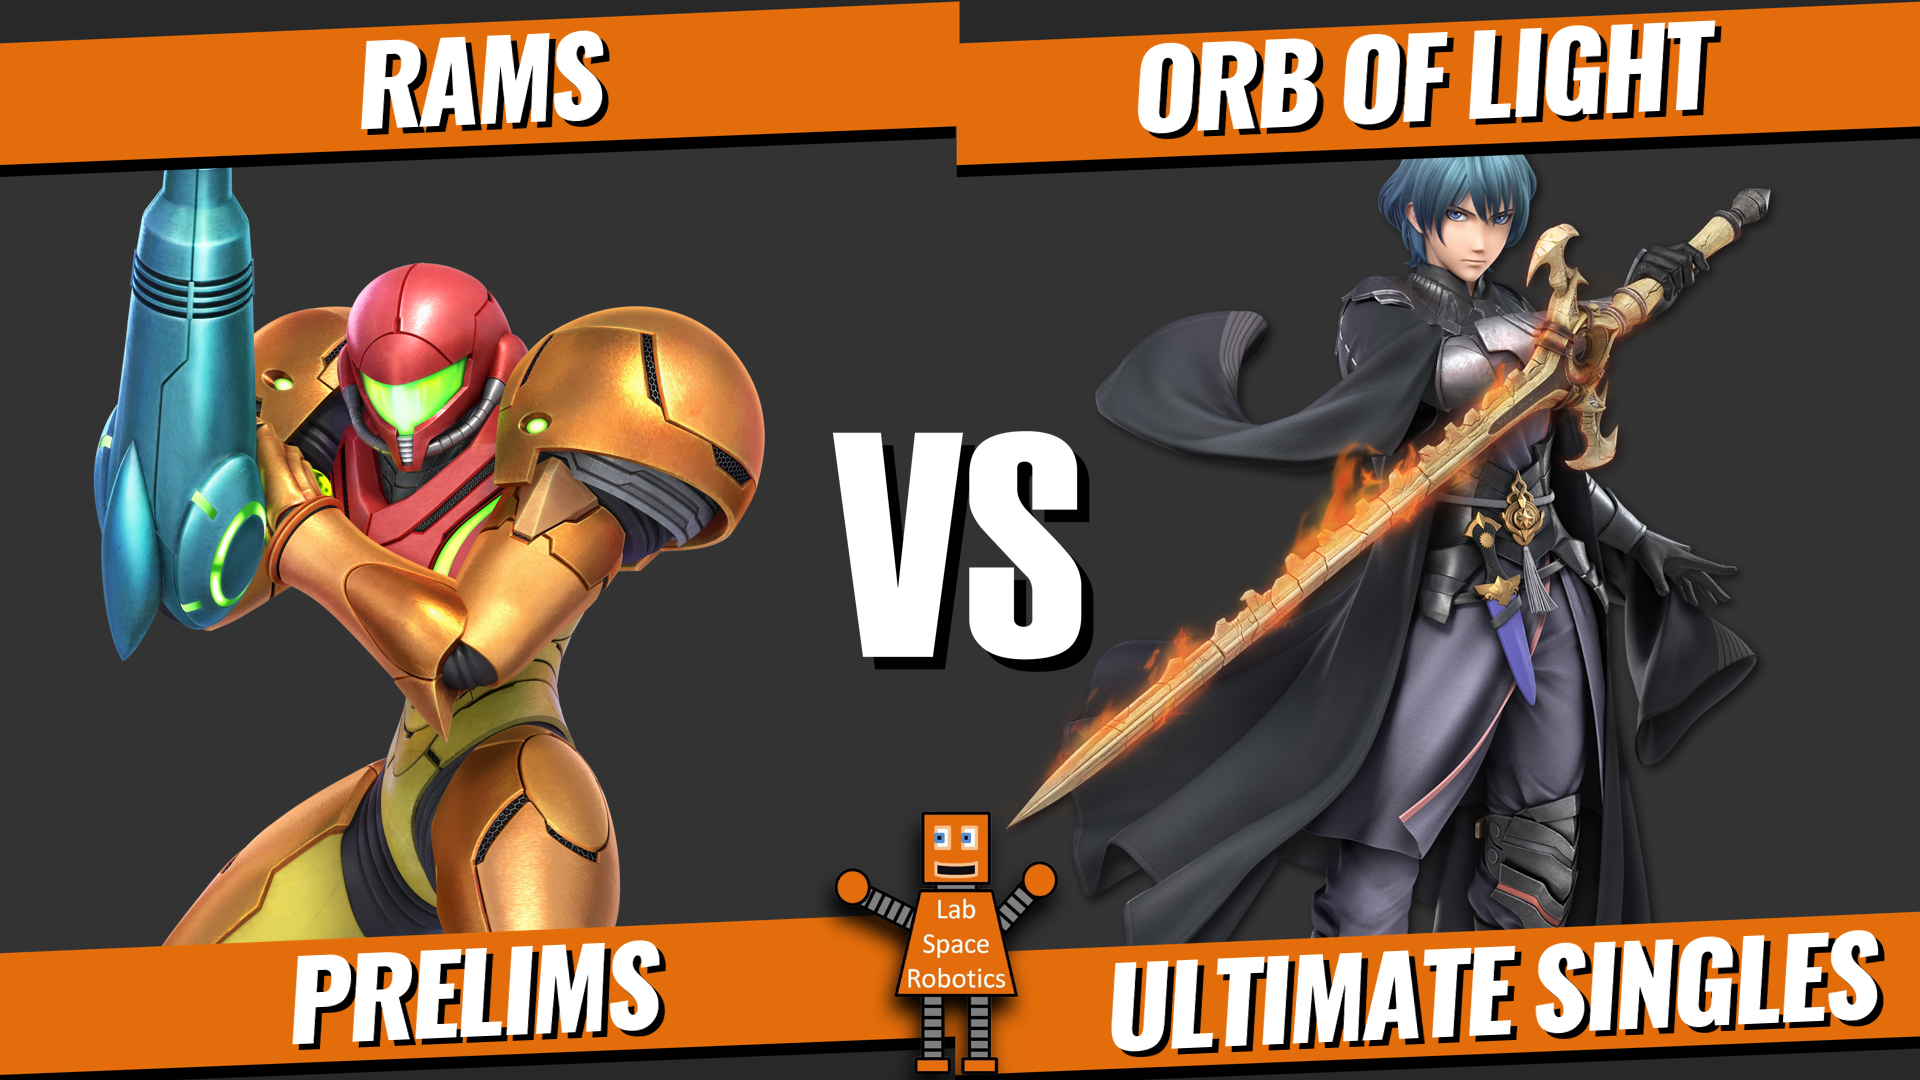 RAMS
ORB OF LIGHT
VS
PRELIMS
Lab
Space
Robotics
ULTIMATE SINGLES